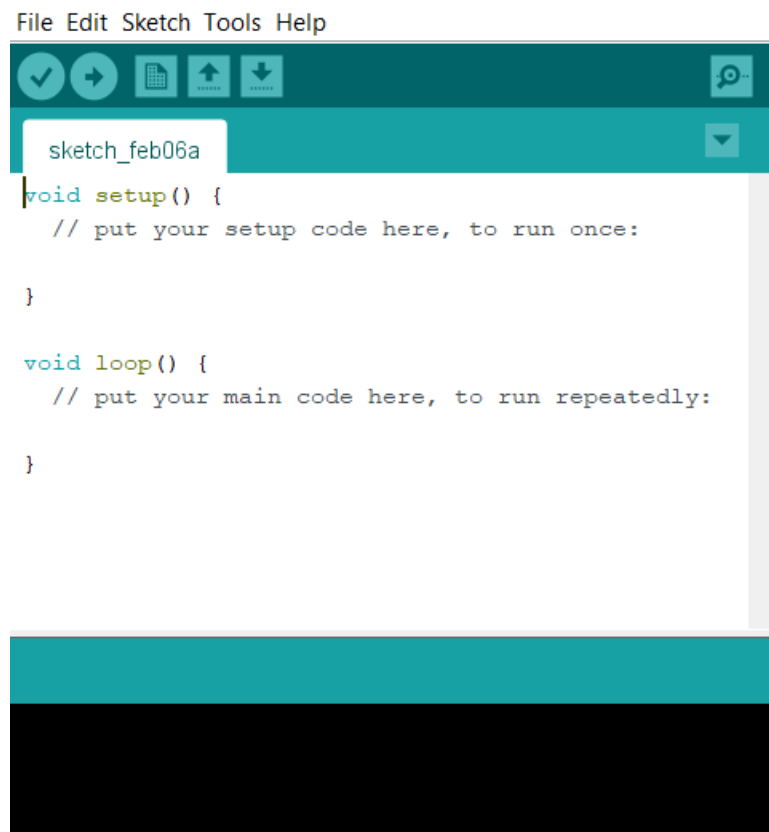 File Edit Sketch Tools Help
sketch_feb06a
void setup() {
  // put your setup code here, to run once:
}
void loop() {
  // put your main code here, to run repeatedly:
}